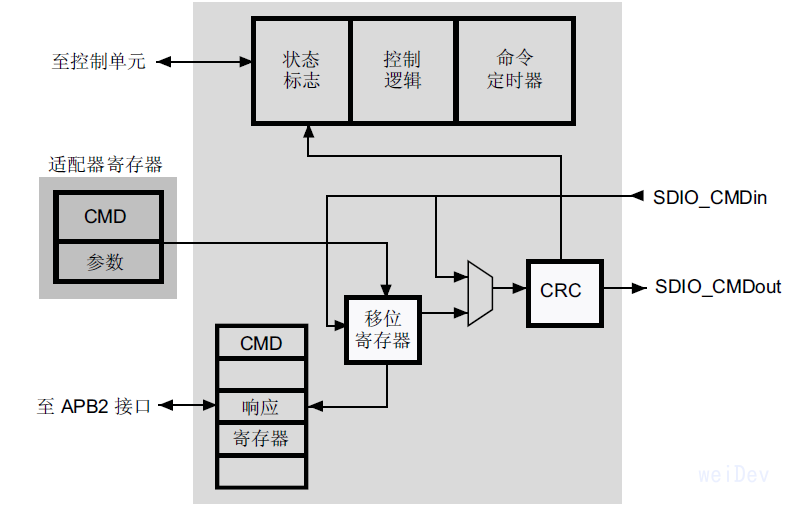 状态
标志
控制
逻辑
命令
定时器
至控制单元
适配器寄存器
CMD
参数
SDIO_CMDin
SDIO_CMDout
CRC
移位
寄存器
CMD
响应
寄存器
至 APB2 接口
weiDev